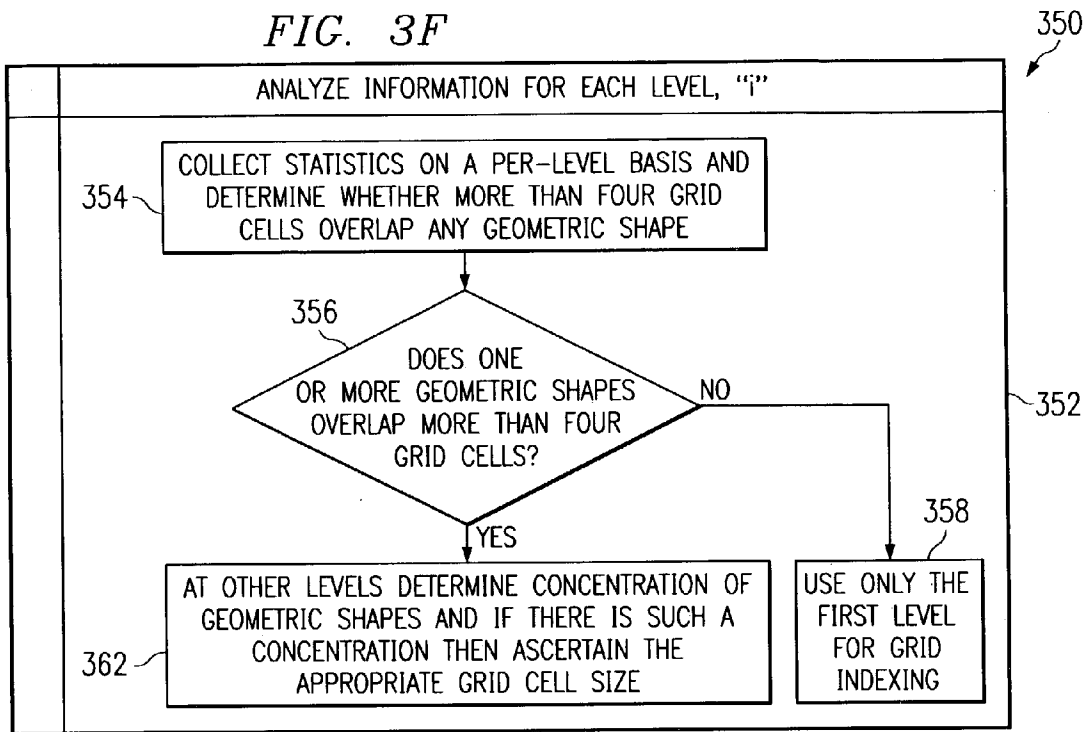 FIG. 3F
350
ANALYZE INFORMATION FOR EACH LEVEL, "i"
COLLECT STATISTICS ON A PER-LEVEL BASIS AND
DETERMINE WHETHER MORE THAN FOUR GRID
CELLS OVERLAP ANY GEOMETRIC SHAPE
354
356
DOES ONE
OR MORE GEOMETRIC SHAPES
OVERLAP MORE THAN FOUR
GRID CELLS?
NO
352
YES
358
AT OTHER LEVELS DETERMINE CONCENTRATION OF
GEOMETRIC SHAPES AND IF THERE IS SUCH A
CONCENTRATION THEN ASCERTAIN THE
APPROPRIATE GRID CELL SIZE
362
USE ONLY THE
FIRST LEVEL
FOR GRID
INDEXING